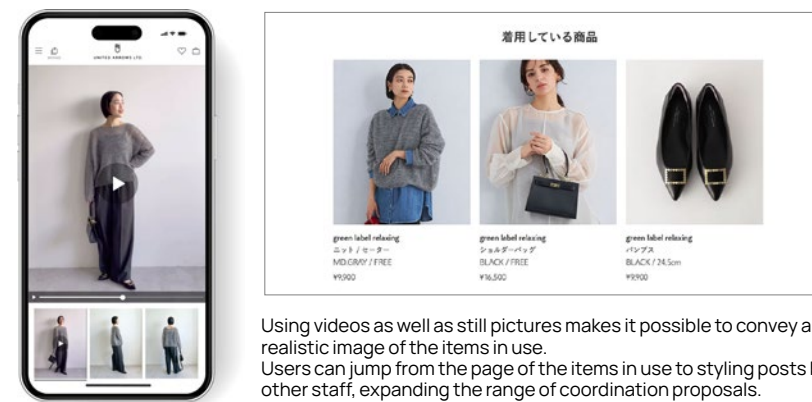 UNITED ARROWS LTD.
着用している商品
green label relaxing
ニット / セーター
MD.GRAY / FREE
¥9,900
green label relaxing
ショルダーバッグ
BLACK / FREE
¥16,500
green label relaxing
パンプス
BLACK / 24.5cm
¥9,900
Using videos as well as still pictures makes it possible to convey a
realistic image of the items in use.
Users can jump from the page of the items in use to styling posts
other staff, expanding the range of coordination proposals.